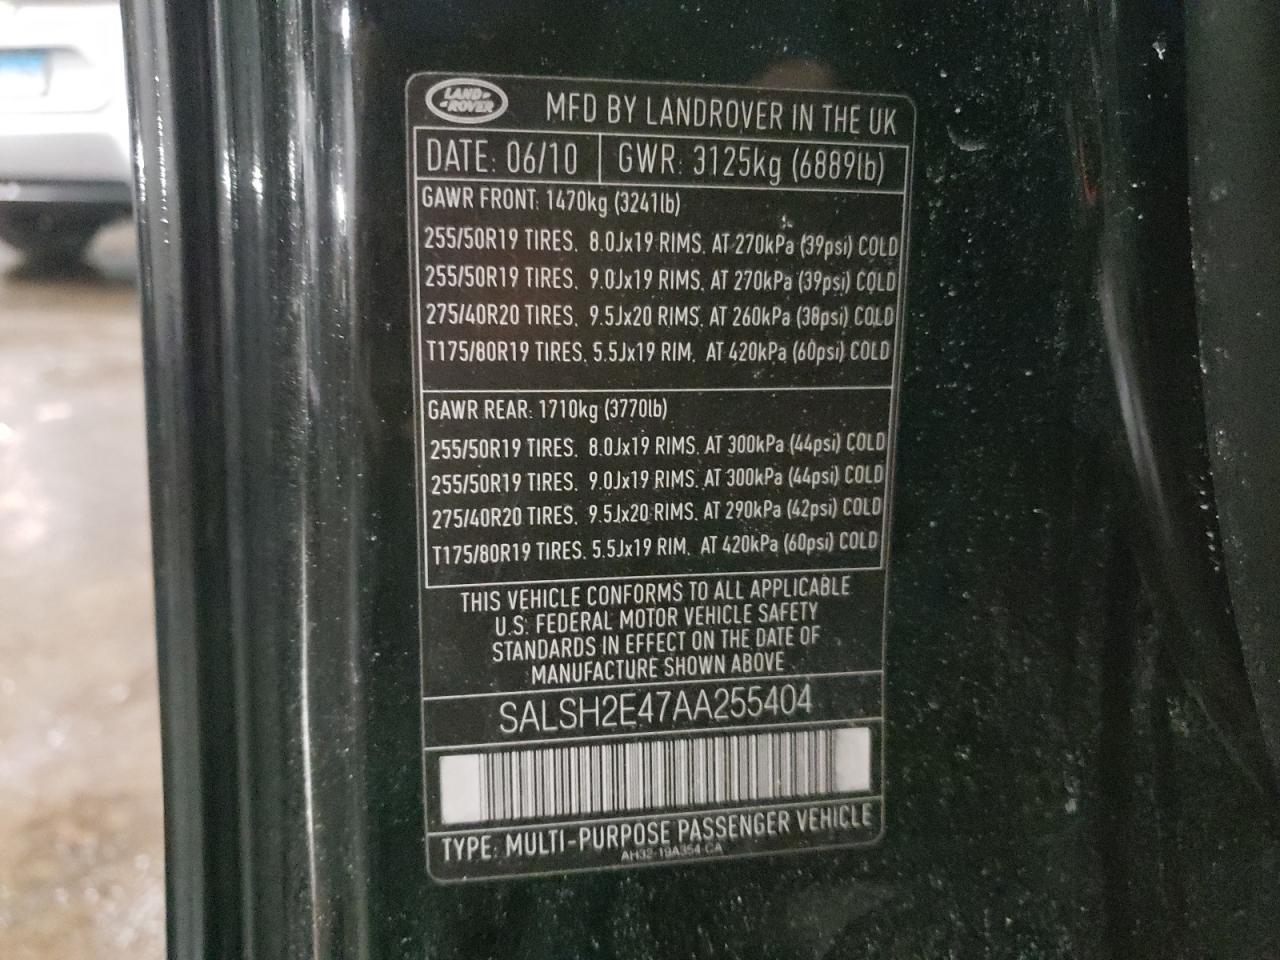 LAND ROVER
MFD BY LANDROVER IN THE UK
DATE: 06/10 GWR: 3125kg (6889lb)
GAWR FRONT: 1470kg (3241lb)
255/50R19 TIRES. 8.0Jx19 RIMS. AT 270kPa (39psi) COLD
255/50R19 TIRES. 9.0Jx19 RIMS. AT 270kPa (39psi) COLD
275/40R20 TIRES. 9.5Jx20 RIMS. AT 260kPa (38psi) COLD
T175/80R19 TIRES. 5.5Jx19 RIM. AT 420kPa (60psi) COLD
GAWR REAR: 1710kg (3770lb)
255/50R19 TIRES. 8.0Jx19 RIMS. AT 300kPa (44psi) COLD
255/50R19 TIRES. 9.0Jx19 RIMS. AT 300kPa (44psi) COLD
275/40R20 TIRES. 9.5Jx20 RIMS. AT 290kPa (42psi) COLD
T175/80R19 TIRES. 5.5Jx19 RIM. AT 420kPa (60psi) COLD
THIS VEHICLE CONFORMS TO ALL APPLICABLE
U.S. FEDERAL MOTOR VEHICLE SAFETY
STANDARDS IN EFFECT ON THE DATE OF
MANUFACTURE SHOWN ABOVE
SALSH2E47AA255404
TYPE: MULTI-PURPOSE PASSENGER VEHICLE
AH32-19A354-CA